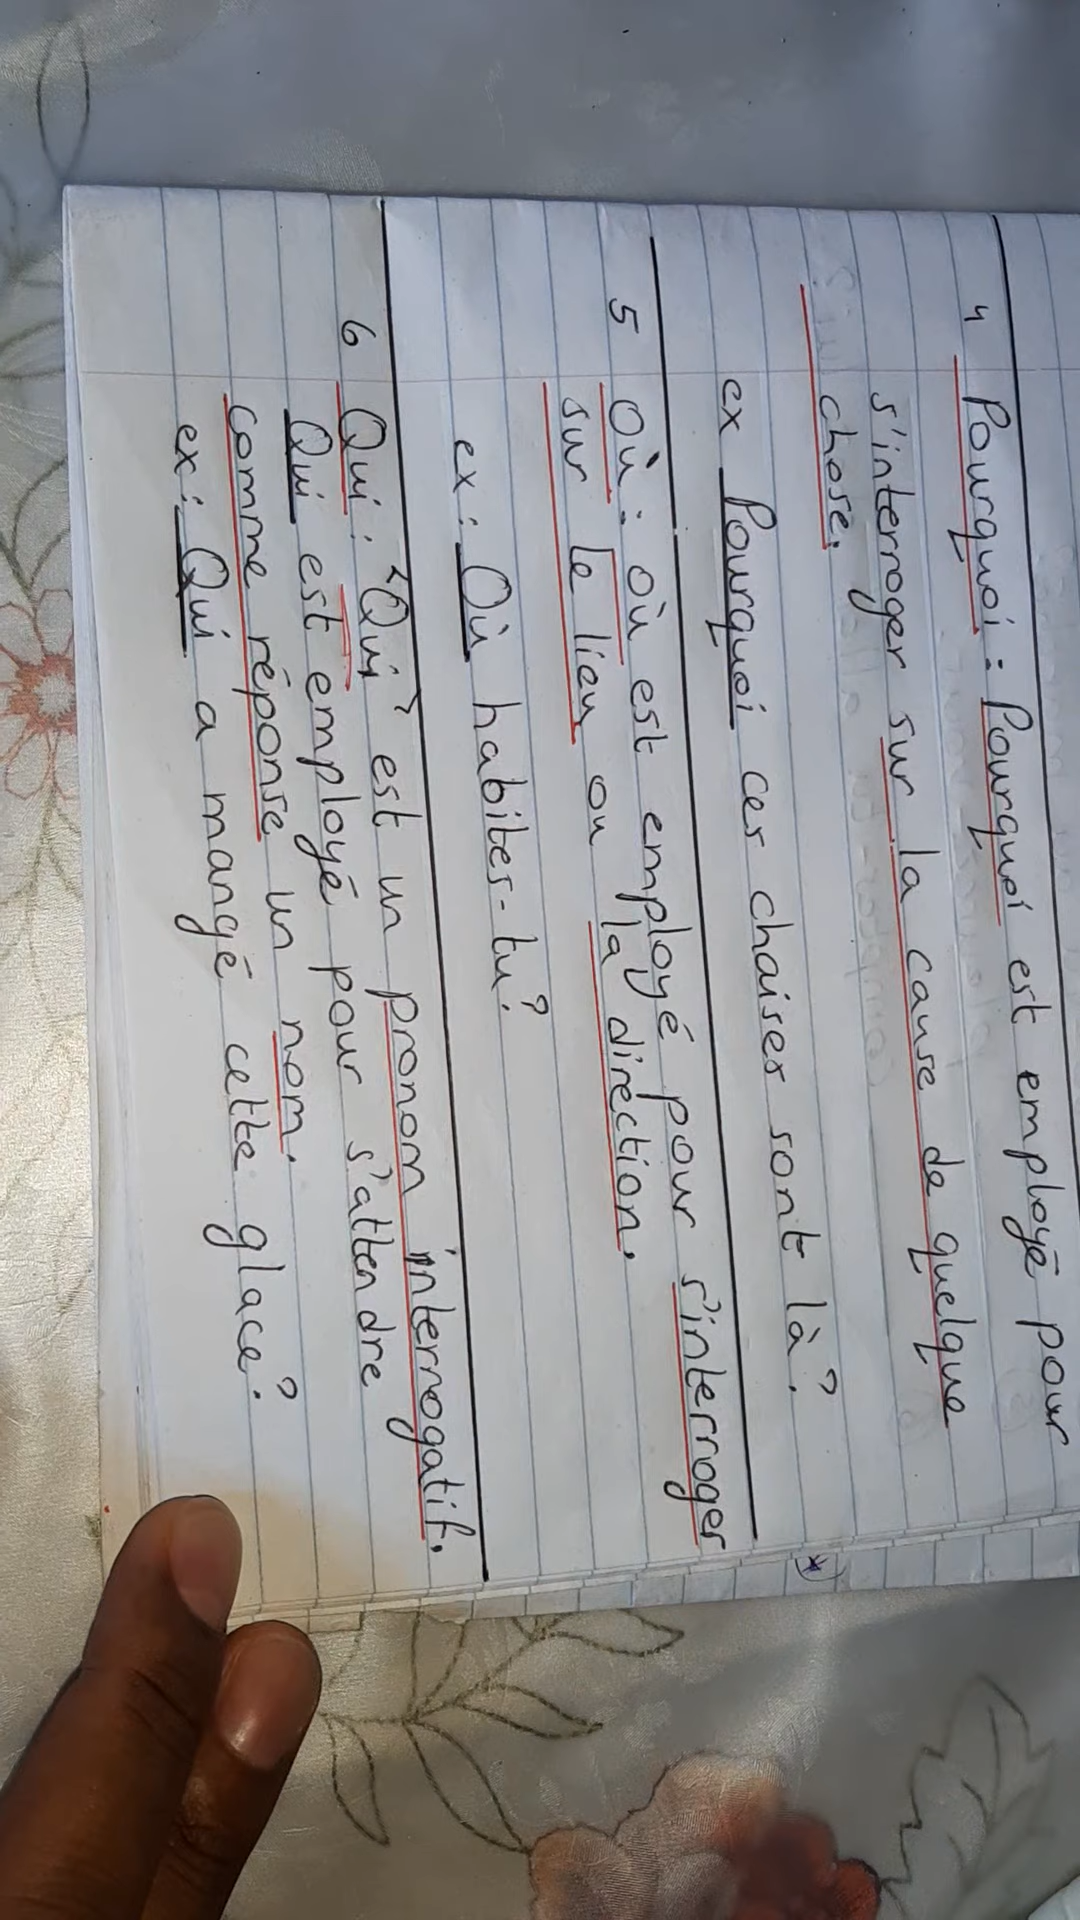 4 Pourquoi : Pourquoi est employé pour
s'interroger sur la cause de quelque
chose.
ex Pourquoi ces chaises sont là ?
5 Où : où est employé pour s'interroger
sur le lieu ou la direction.
ex : Où habites-tu ?
6 Qui : "Qui" est un pronom interrogatif.
Qui est employé pour s'attendre
comme réponse un nom.
ex : Qui a mangé cette glace ?